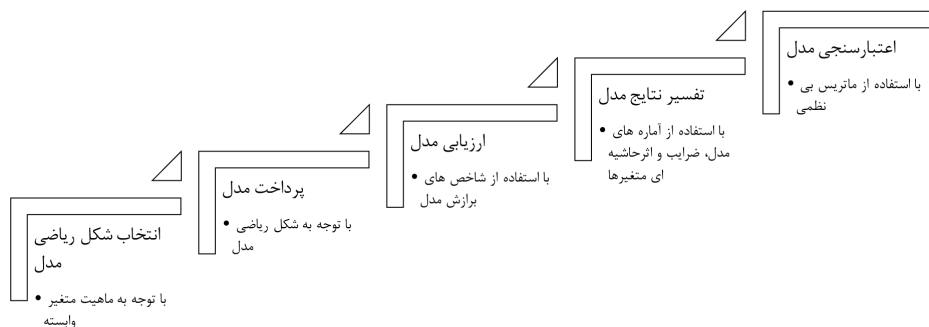 انتخاب شکل ریاضی
مدل
• با توجه به ماهیت متغیر
وابسته
پرداخت مدل
• با توجه به شکل ریاضی
مدل
ارزیابی مدل
• با استفاده از شاخص های
برازش مدل
تفسیر نتایج مدل
• با استفاده از آماره های
مدل، ضرایب و اثرحاشیه
ای متغیرها
اعتبارسنجی مدل
• با استفاده از ماتریس بی
نظمی